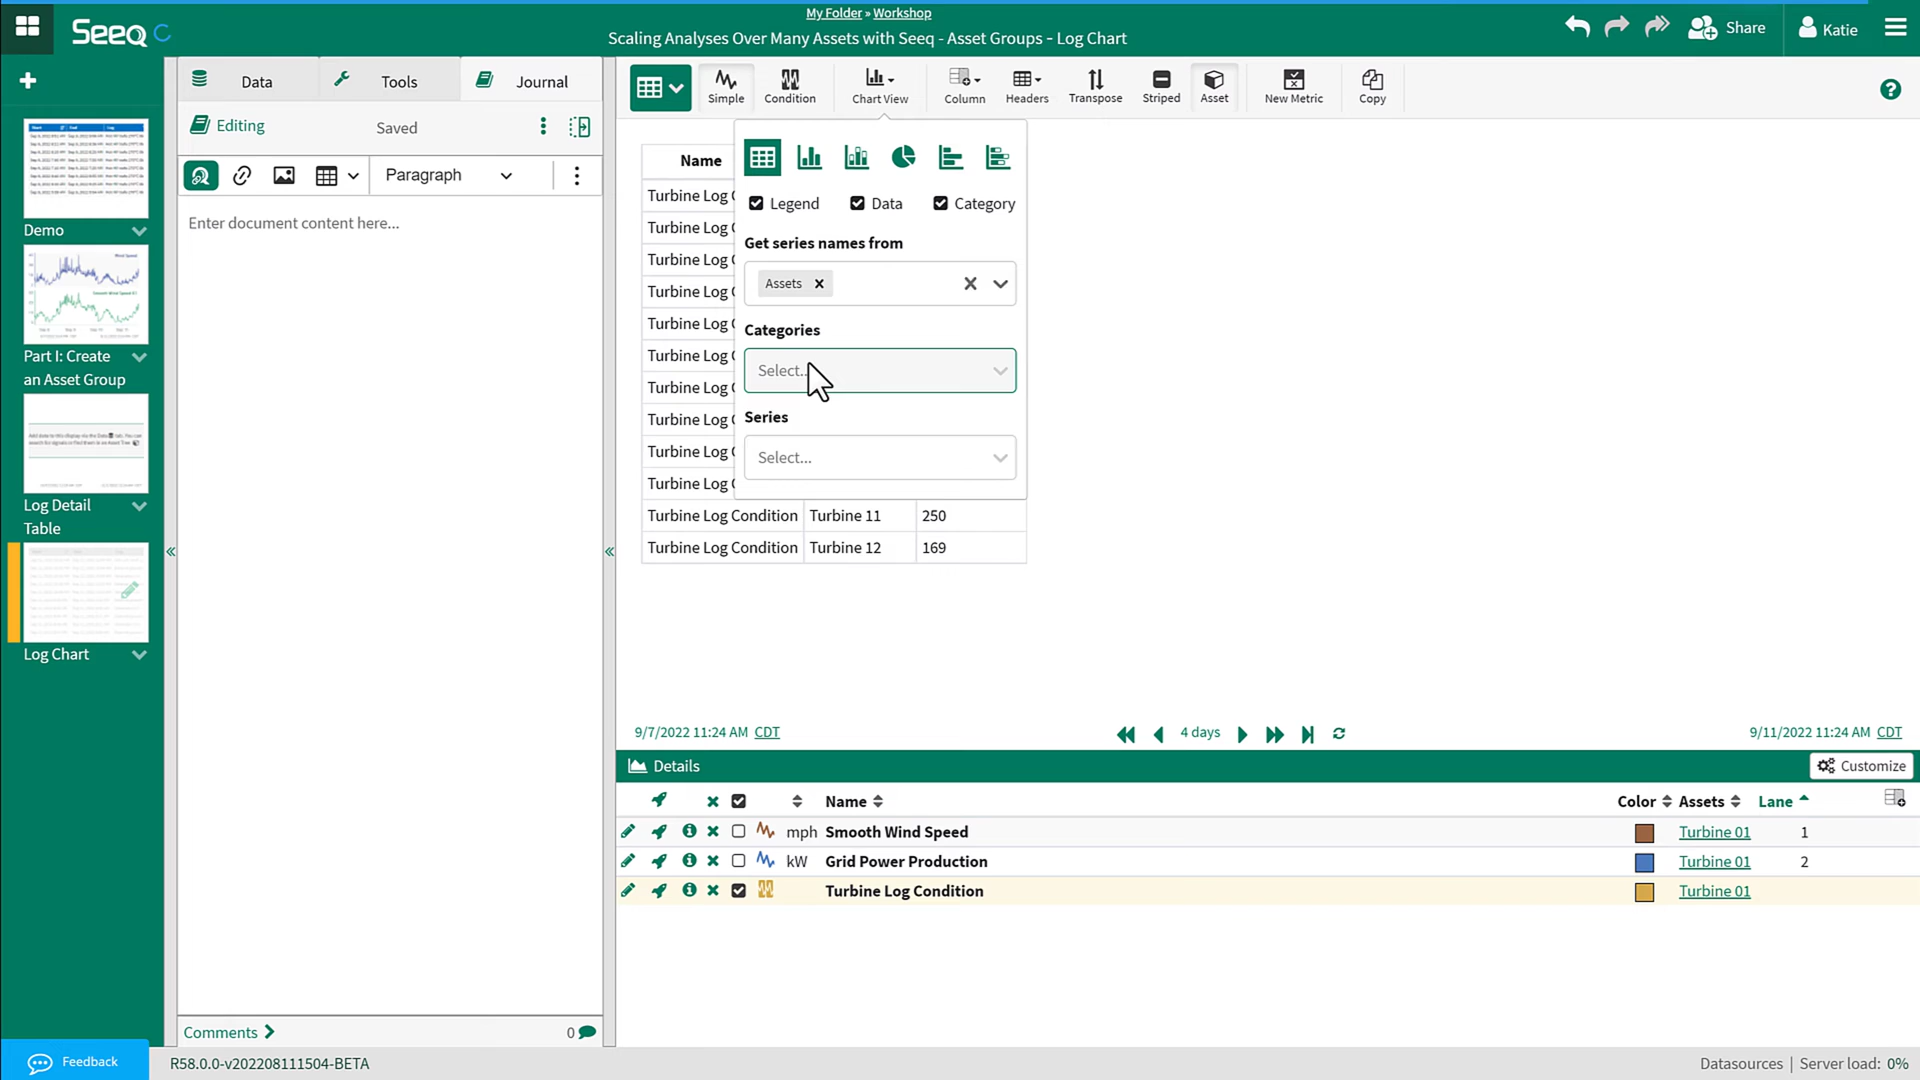 Seeq
My Folder » Workshop
Scaling Analyses Over Many Assets with Seeq - Asset Groups - Log Chart
Share
Katie
Demo
Part I: Create
an Asset Group
Log Detail
Table
Log Chart
Data
Tools
Journal
Editing
Saved
Paragraph
Enter document content here...
Comments
0
Simple
Condition
Chart View
Column
Headers
Transpose
Striped
Asset
New Metric
Copy
Legend
Data
Category
Get series names from
Assets
Categories
Select...
Series
Select...
Name
Turbine Log
Turbine Log
Turbine Log
Turbine Log
Turbine Log
Turbine Log
Turbine Log
Turbine Log
Turbine Log
Turbine Log
Turbine Log Condition Turbine 11 250
Turbine Log Condition Turbine 12 169
9/7/2022 11:24 AM CDT
4 days
9/11/2022 11:24 AM CDT
Details
Customize
Name Color Assets Lane
mph Smooth Wind Speed Turbine 01 1
kW Grid Power Production Turbine 01 2
Turbine Log Condition Turbine 01
Feedback
R58.0.0-v202208111504-BETA
Datasources | Server load: 0%